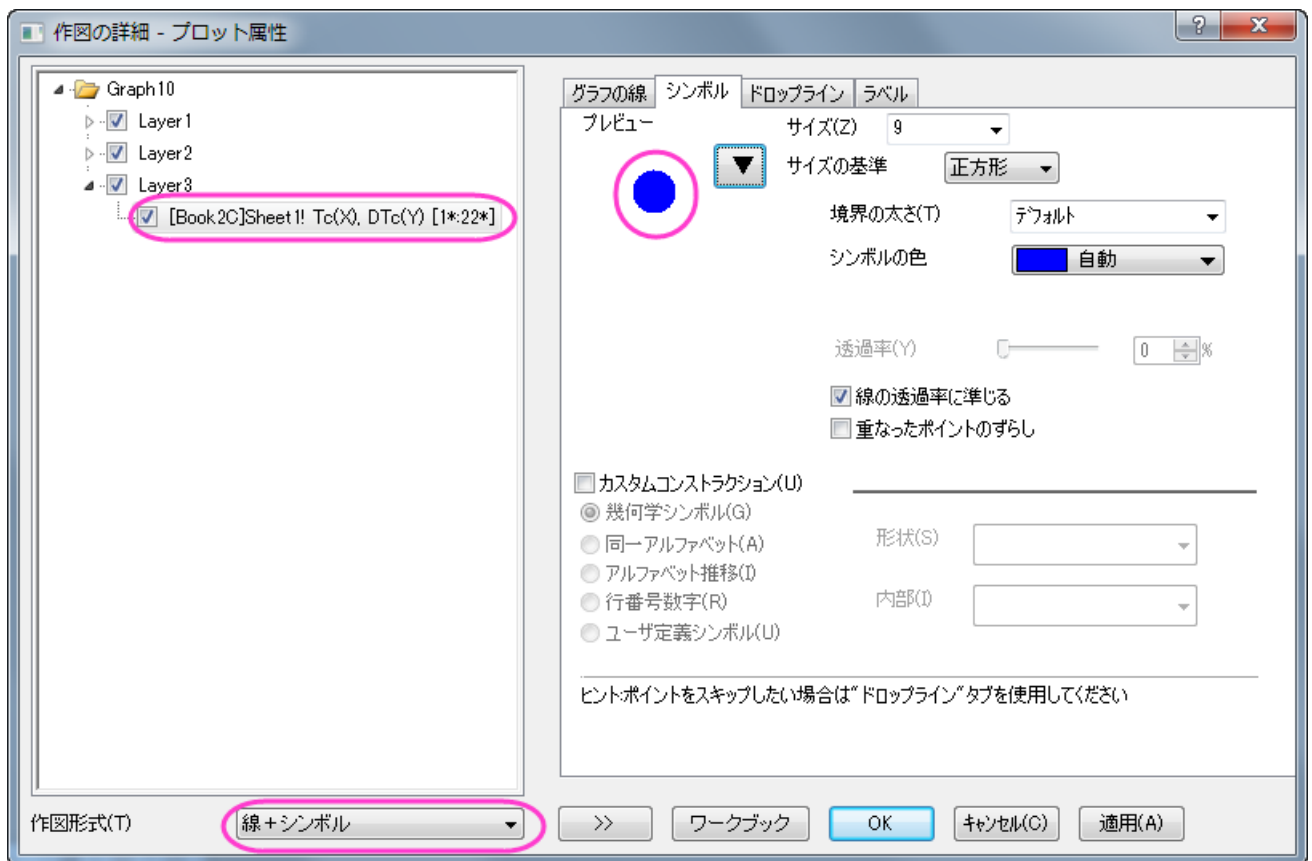 作図の詳細 - プロット属性
?
X
Graph10
Layer1
Layer2
Layer3
[Book2C]Sheet1! Tc(X), DTc(Y) [1*:22*]
作図形式(T)
線+シンボル
グラフの線
シンボル
ドロップライン
ラベル
プレビュー
サイズ(Z)
9
サイズの基準
正方形
境界の太さ(T)
デフォルト
シンボルの色
自動
透過率(Y)
0
%
線の透過率に準じる
重なったポイントのずらし
カスタムコンストラクション(U)
幾何学シンボル(G)
同一アルファベット(A)
アルファベット推移(I)
行番号数字(R)
ユーザ定義シンボル(U)
形状(S)
内部(I)
ヒント:ポイントをスキップしたい場合は"ドロップライン"タブを使用してください
>>
ワークブック
OK
キャンセル(C)
適用(A)